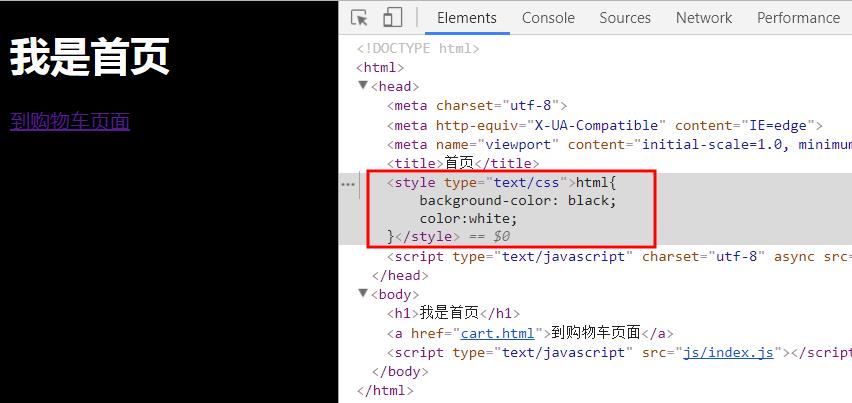 我是首页
到购物车页面
Elements Console Sources Network Performance
<!DOCTYPE html>
<html>
<head>
<meta charset="utf-8">
<meta http-equiv="X-UA-Compatible" content="IE=edge">
<meta name="viewport" content="initial-scale=1.0, minimum
<title>首页</title>
... <style type="text/css">html{
background-color: black;
color:white;
}</style> == $0
<script type="text/javascript" charset="utf-8" async src=
</head>
<body>
<h1>我是首页</h1>
<a href="cart.html">到购物车页面</a>
<script type="text/javascript" src="js/index.js"></script
</body>
</html>